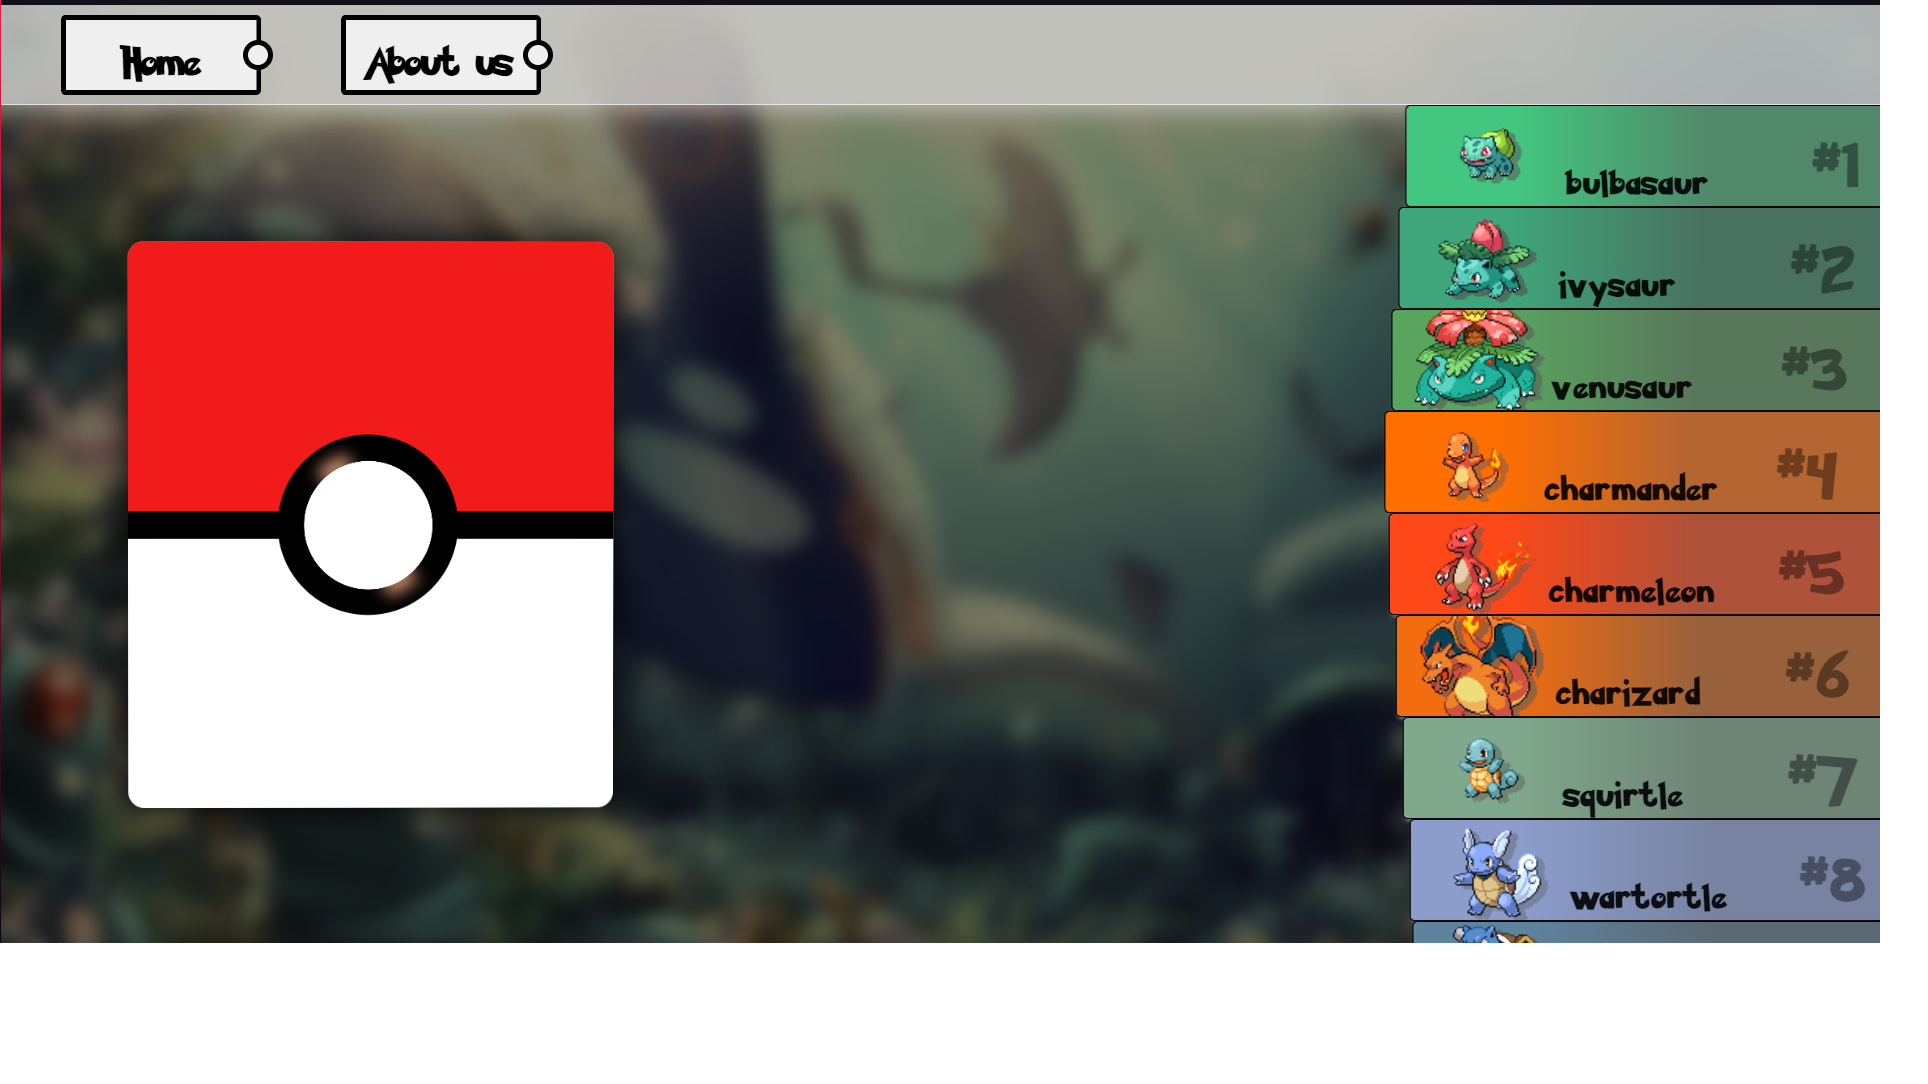 Home
About us
bulbasaur #1
ivysaur #2
venusaur #3
charmander #4
charmeleon #5
charizard #6
squirtle #7
wartortle #8